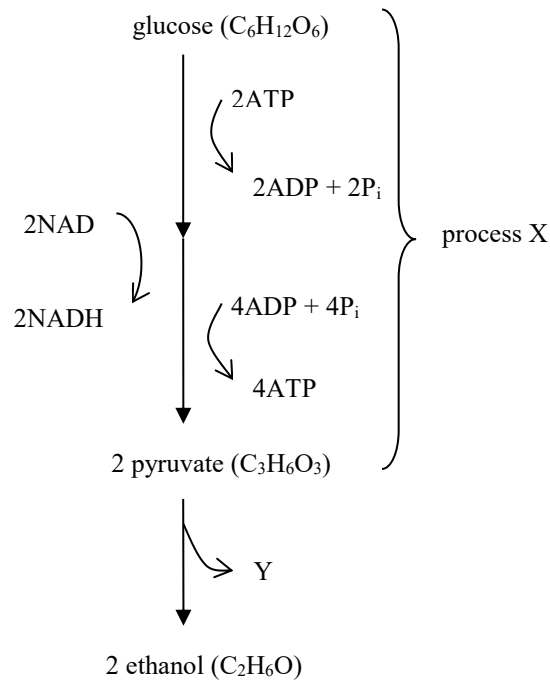 glucose (C₆H₁₂O₆)
2ATP
2ADP + 2Pᵢ
2NAD
process X
2NADH
4ADP + 4Pᵢ
4ATP
2 pyruvate (C₃H₆O₃)
Y
2 ethanol (C₂H₆O)